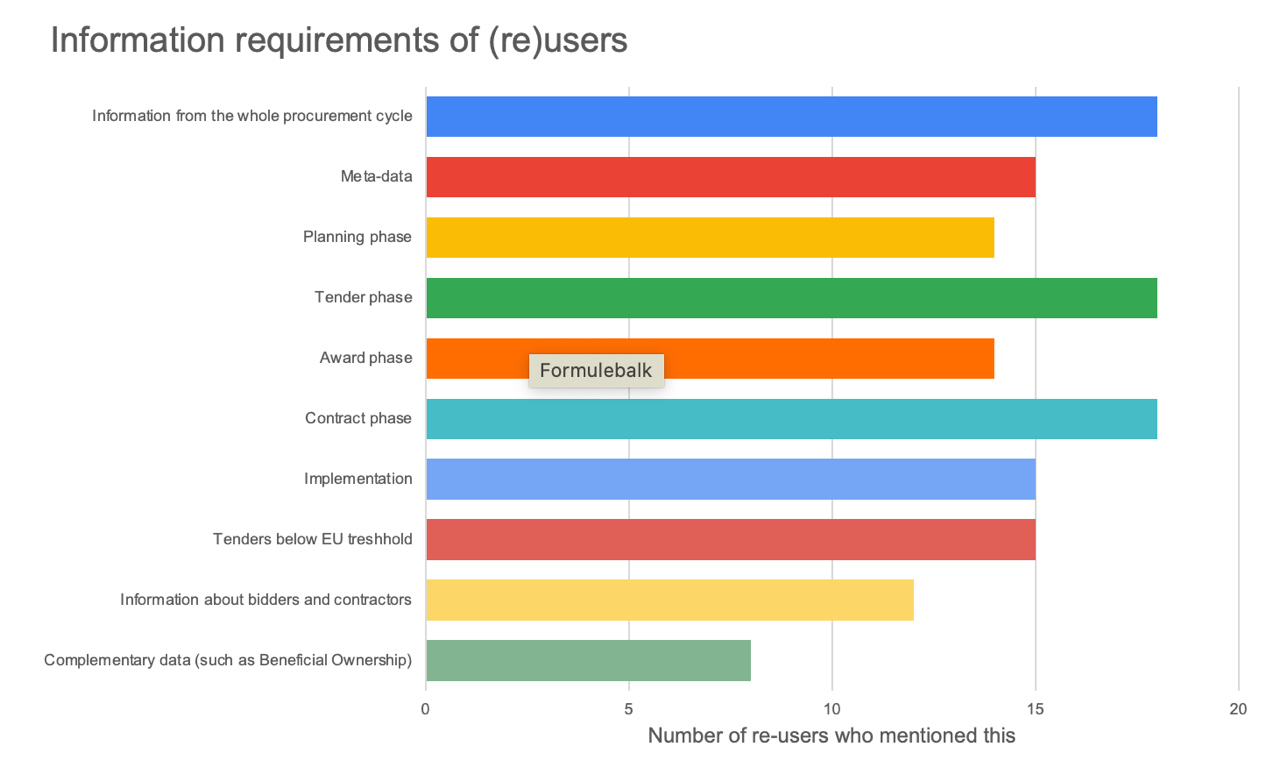 Information requirements of (re)users
Information from the whole procurement cycle
Meta-data
Planning phase
Tender phase
Award phase
Formulebalk
Contract phase
Implementation
Tenders below EU treshhold
Information about bidders and contractors
Complementary data (such as Beneficial Ownership)
0
5
10
15
20
Number of re-users who mentioned this